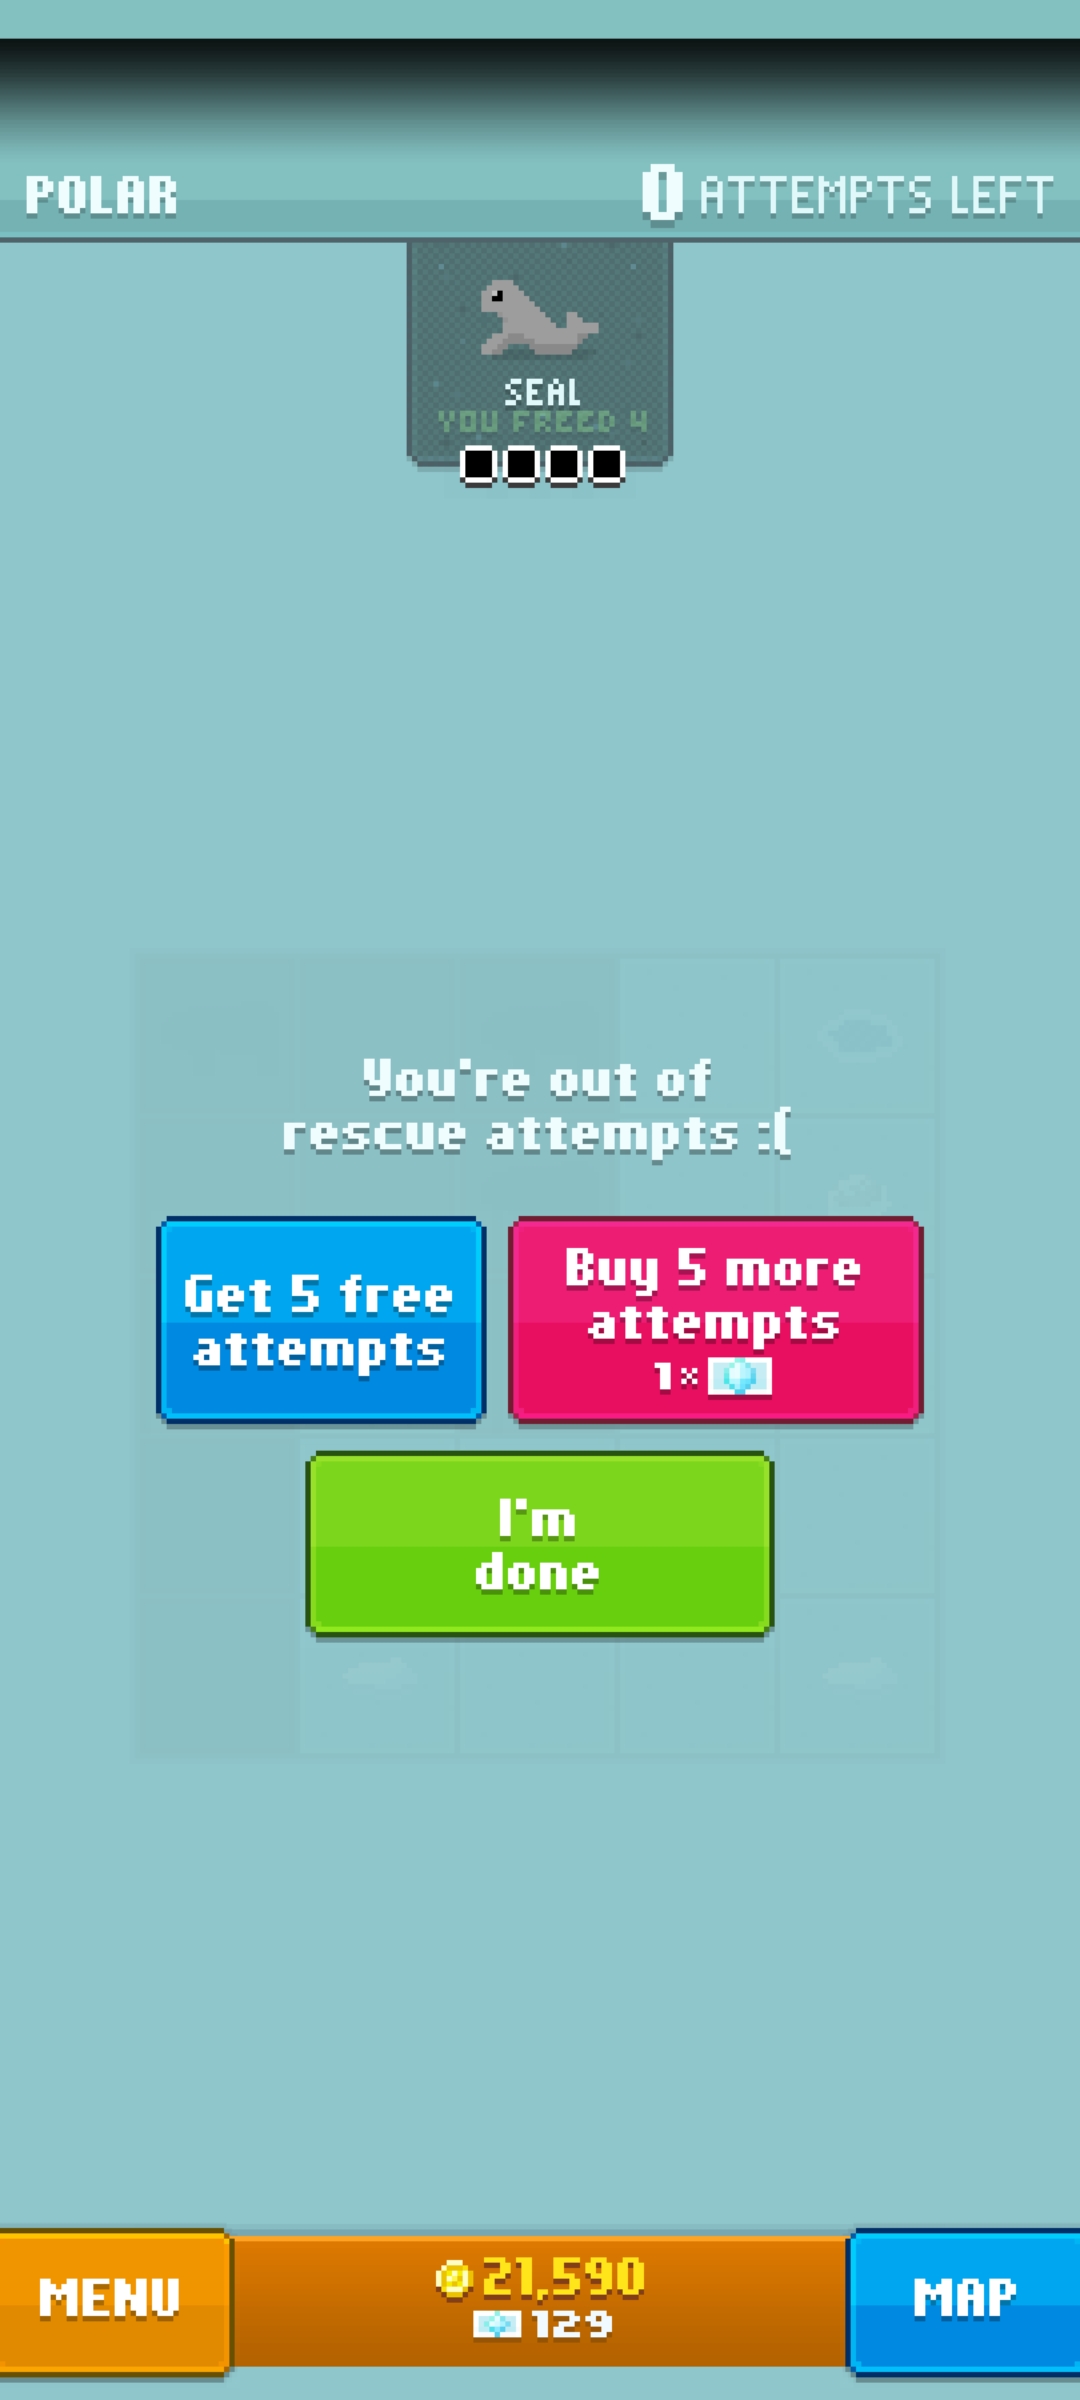 POLAR
0 ATTEMPTS LEFT
SEAL
YOU FREED 4
You're out of
rescue attempts :(
Get 5 free
attempts
Buy 5 more
attempts
1×
I'm
done
MENU
21,590
129
MAP